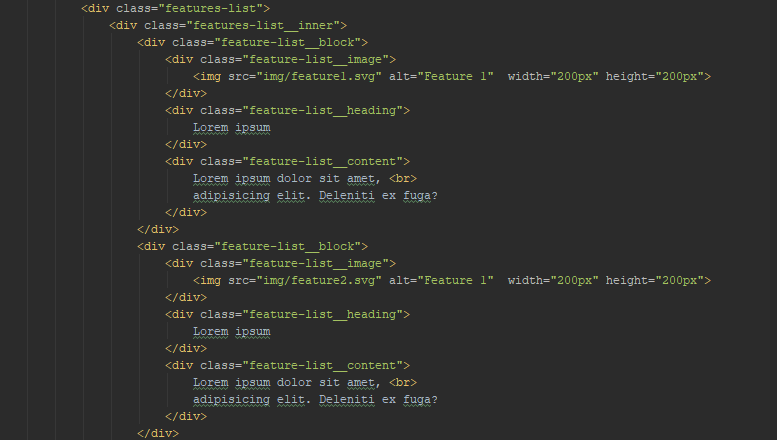 <div class="features-list">
<div class="features-list__inner">
<div class="feature-list__block">
<div class="feature-list__image">
<img src="img/feature1.svg" alt="Feature 1"  width="200px" height="200px">
</div>
<div class="feature-list__heading">
Lorem ipsum
</div>
<div class="feature-list__content">
Lorem ipsum dolor sit amet, <br>
adipisicing elit. Deleniti ex fuga?
</div>
</div>
<div class="feature-list__block">
<div class="feature-list__image">
<img src="img/feature2.svg" alt="Feature 1"  width="200px" height="200px">
</div>
<div class="feature-list__heading">
Lorem ipsum
</div>
<div class="feature-list__content">
Lorem ipsum dolor sit amet, <br>
adipisicing elit. Deleniti ex fuga?
</div>
</div>